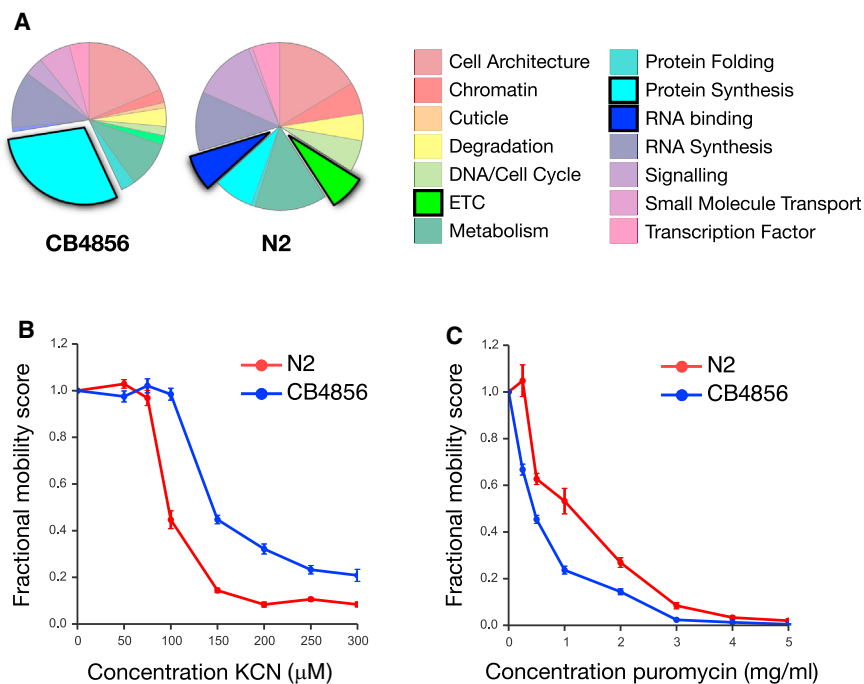 A
CB4856
N2
Cell Architecture
Chromatin
Cuticle
Degradation
DNA/Cell Cycle
ETC
Metabolism
Protein Folding
Protein Synthesis
RNA binding
RNA Synthesis
Signalling
Small Molecule Transport
Transcription Factor
B
Fractional mobility score
1.2
1.0
0.8
0.6
0.4
0.2
0.0
0 50 100 150 200 250 300
Concentration KCN (μM)
N2
CB4856
C
Fractional mobility score
1.2
1.0
0.8
0.6
0.4
0.2
0.0
0 1 2 3 4 5
Concentration puromycin (mg/ml)
N2
CB4856